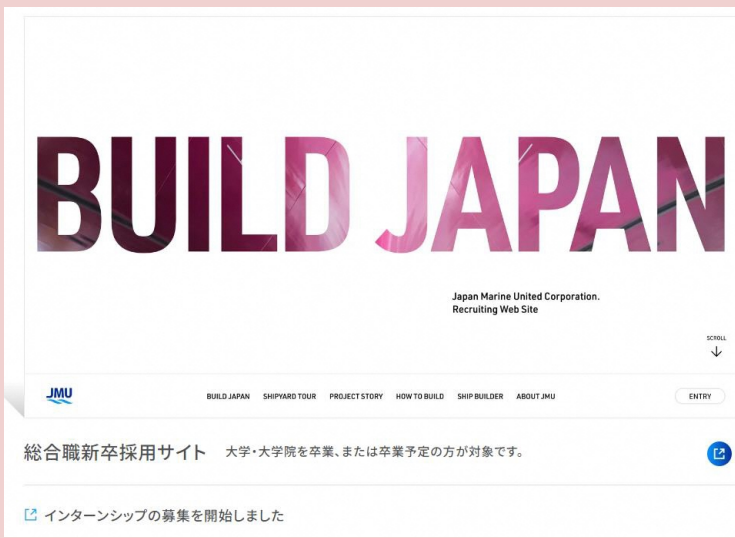 BUILD JAPAN
Japan Marine United Corporation.
Recruiting Web Site
SCROLL
JMU
BUILD JAPAN SHIPYARD TOUR PROJECT STORY HOW TO BUILD SHIP BUILDER ABOUT JMU
ENTRY
総合職新卒採用サイト 大学・大学院を卒業、または卒業予定の方が対象です。
インターンシップの募集を開始しました